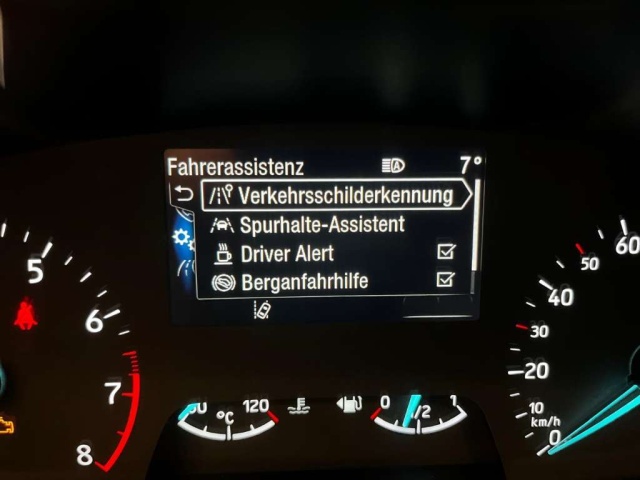 Fahrerassistenz A 7°
Verkehrsschilderkennung
Spurhalte-Assistent
Driver Alert
Berganfahrhilfe
5
6
7
8
°C
120
0
1/2
1
0
10
20
30
40
50
60
km/h